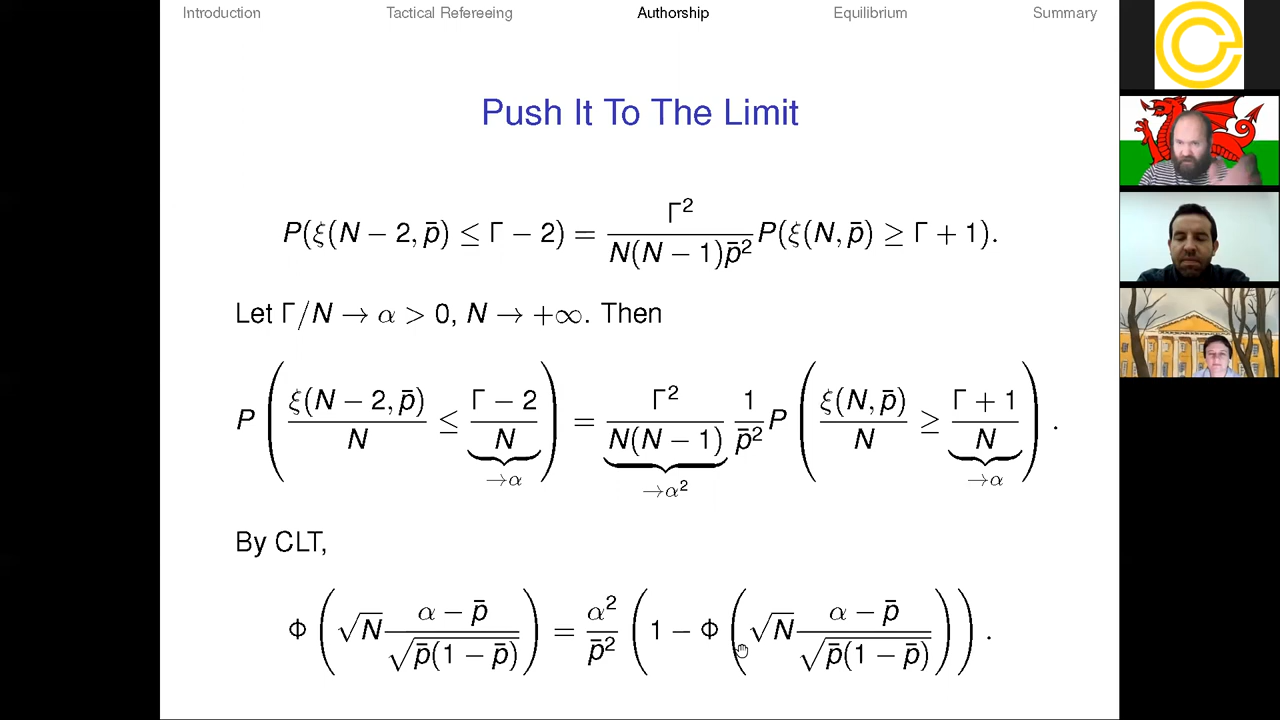 Introduction Tactical Refereeing Authorship Equilibrium Summary
Push It To The Limit
P(ξ(N − 2, p̄) ≤ Γ − 2) = Γ² / (N(N − 1)p̄²) P(ξ(N, p̄) ≥ Γ + 1).
Let Γ/N → α > 0, N → +∞. Then
P( ξ(N − 2, p̄) / N ≤ (Γ − 2) / N [→α] ) = Γ² / (N(N − 1)) [→α²] 1 / p̄² P( ξ(N, p̄) / N ≥ (Γ + 1) / N [→α] ).
By CLT,
Φ( √N (α − p̄) / √(p̄(1 − p̄)) ) = α² / p̄² ( 1 − Φ( √N (α − p̄) / √(p̄(1 − p̄)) ) ).